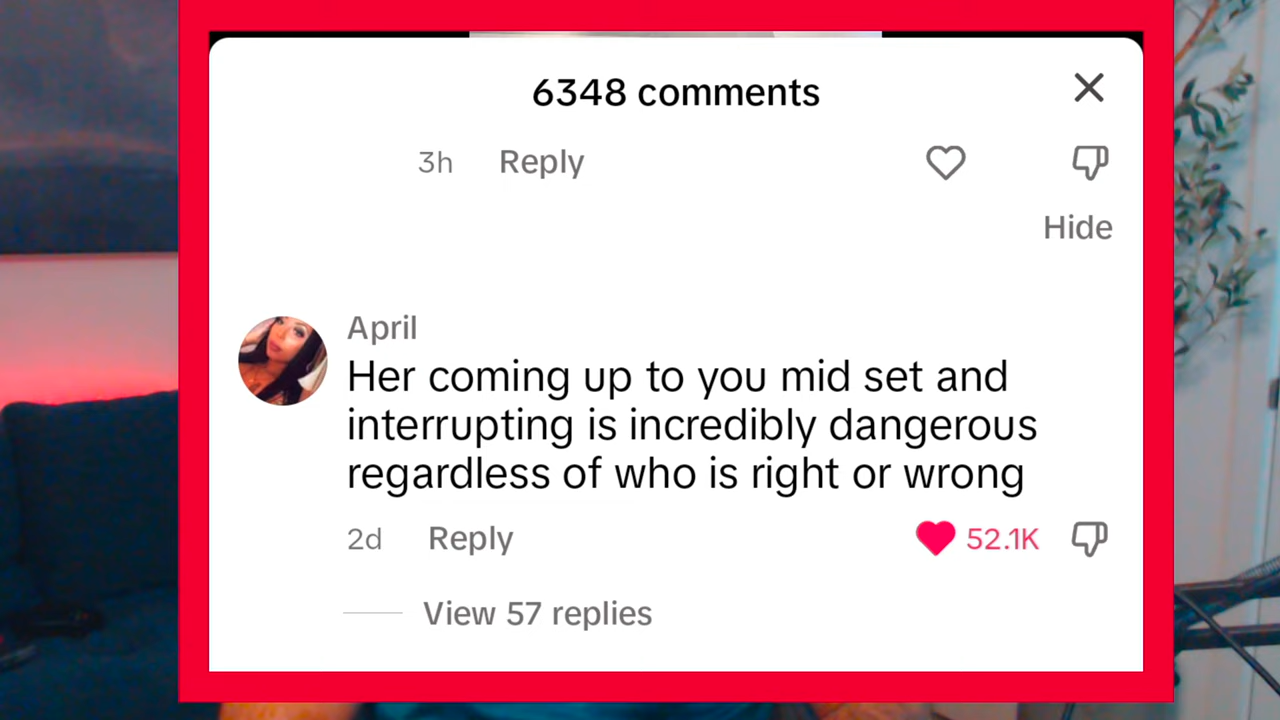 6348 comments
3h Reply
Hide
April
Her coming up to you mid set and
interrupting is incredibly dangerous
regardless of who is right or wrong
2d Reply 52.1K
View 57 replies